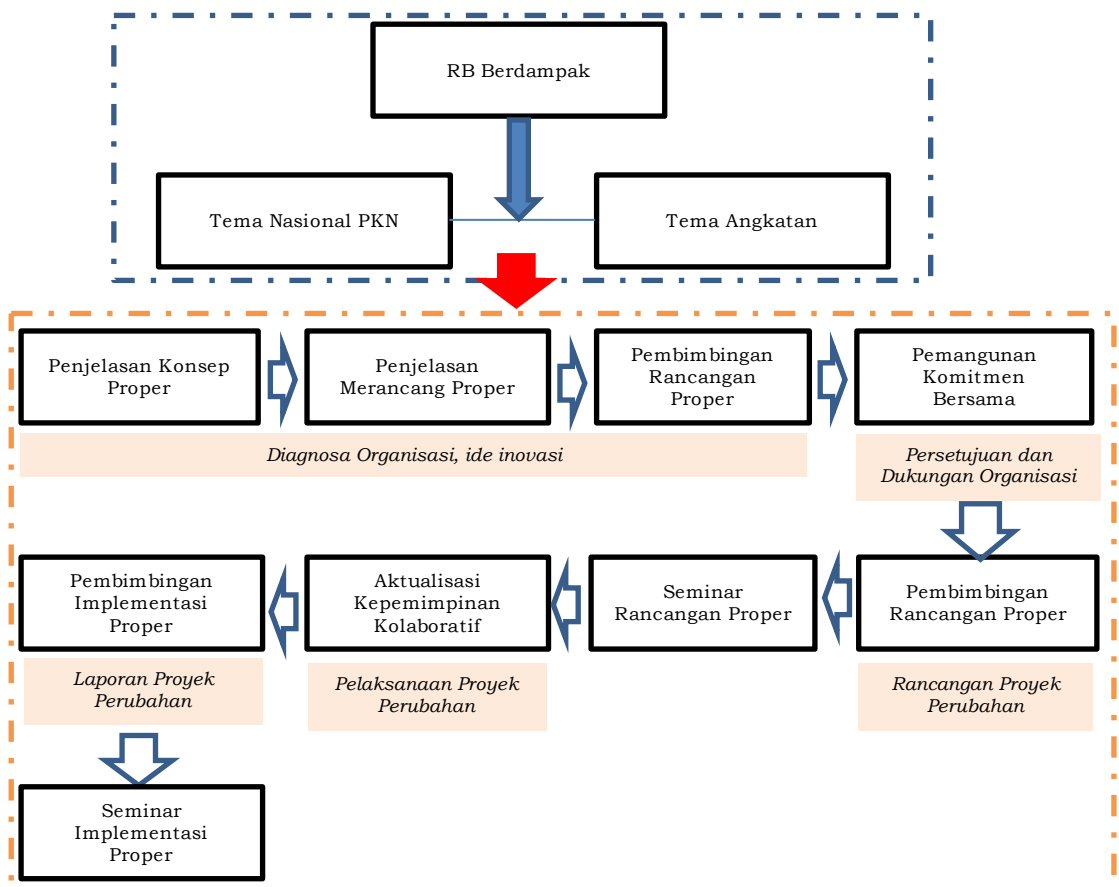 RB Berdampak
Tema Nasional PKN
Tema Angkatan
Penjelasan Konsep
Proper
Penjelasan
Merancang Proper
Pembimbingan
Rancangan
Proper
Pemangunan
Komitmen
Bersama
Diagnosa Organisasi, ide inovasi
Persetujuan dan
Dukungan Organisasi
Pembimbingan
Implementasi
Proper
Aktualisasi
Kepemimpinan
Kolaboratif
Seminar
Rancangan Proper
Pembimbingan
Rancangan Proper
Laporan Proyek
Perubahan
Pelaksanaan Proyek
Perubahan
Rancangan Proyek
Perubahan
Seminar
Implementasi
Proper